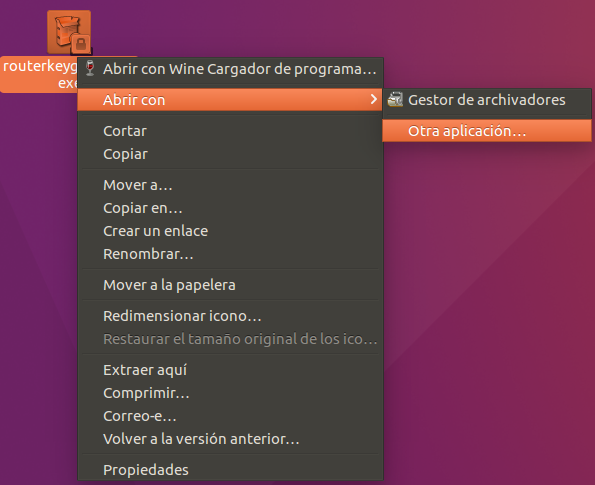 routerkeyg
exe
Abrir con Wine Cargador de programa…
Abrir con
Gestor de archivadores
Otra aplicación…
Cortar
Copiar
Mover a…
Copiar en…
Crear un enlace
Renombrar…
Mover a la papelera
Redimensionar icono…
Restaurar el tamaño original de los ico…
Extraer aquí
Comprimir…
Correo-e…
Volver a la versión anterior…
Propiedades